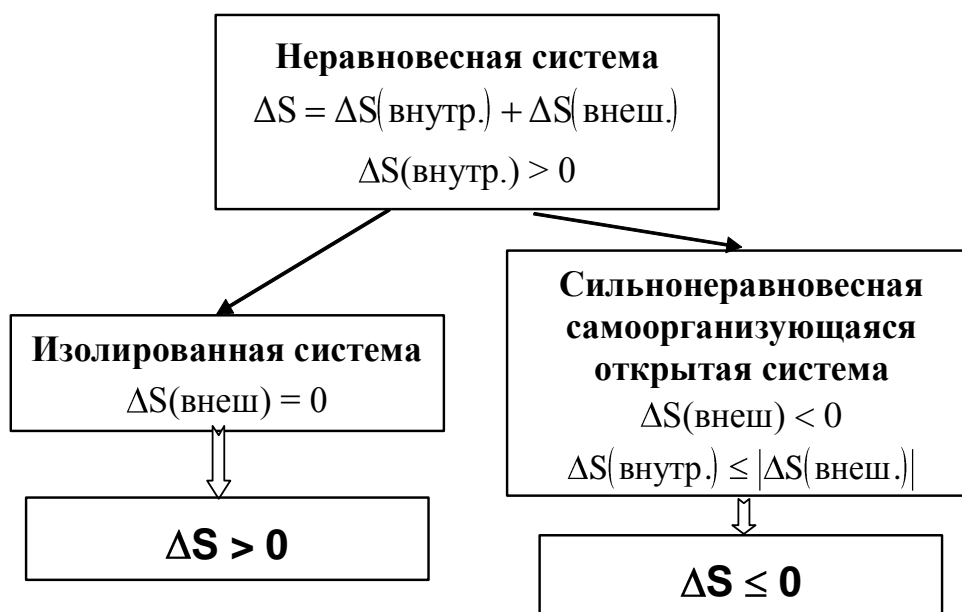 Неравновесная система
ΔS = ΔS(внутр.) + ΔS(внеш.)
ΔS(внутр.) > 0
Изолированная система
ΔS(внеш) = 0
ΔS > 0
Сильнонеравновесная
самоорганизующаяся
открытая система
ΔS(внеш) < 0
ΔS(внутр.) ≤ |ΔS(внеш.)|
ΔS ≤ 0